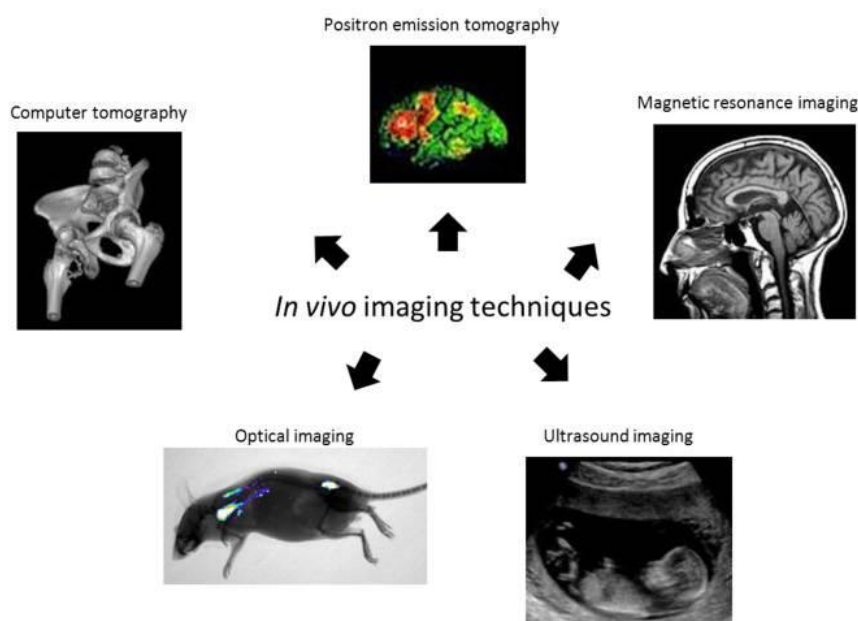 Positron emission tomography
Computer tomography
Magnetic resonance imaging
In vivo imaging techniques
Optical imaging
Ultrasound imaging